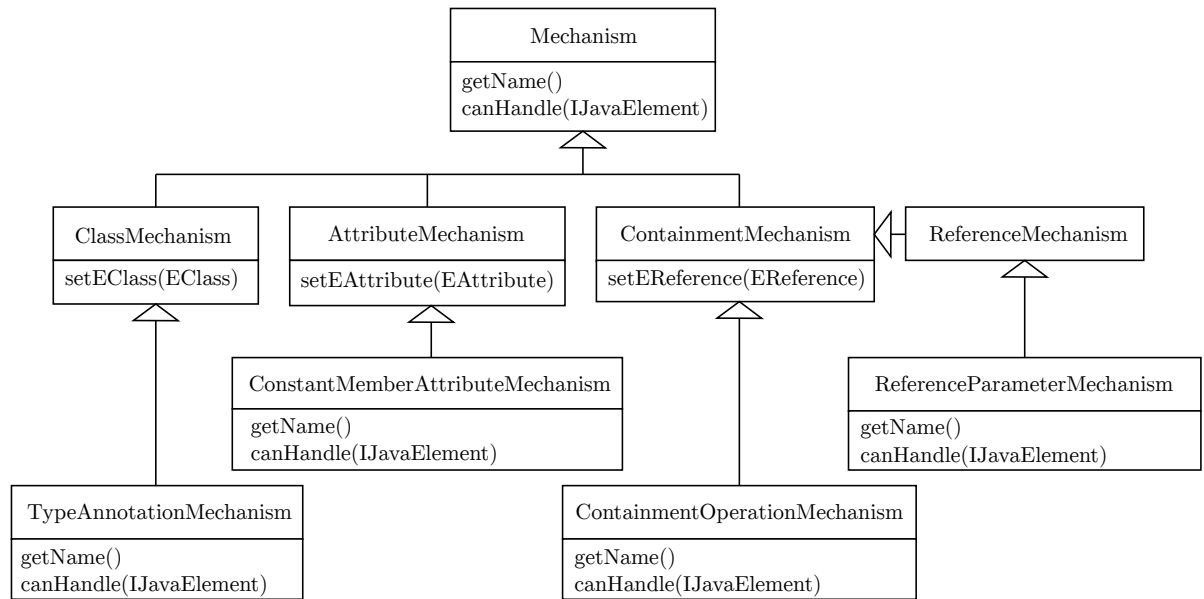 Mechanism
getName()
canHandle(IJavaElement)
ClassMechanism
setEClass(EClass)
AttributeMechanism
setEAttribute(EAttribute)
ContainmentMechanism
setEReference(EReference)
ReferenceMechanism
ConstantMemberAttributeMechanism
getName()
canHandle(IJavaElement)
ReferenceParameterMechanism
getName()
canHandle(IJavaElement)
TypeAnnotationMechanism
getName()
canHandle(IJavaElement)
ContainmentOperationMechanism
getName()
canHandle(IJavaElement)